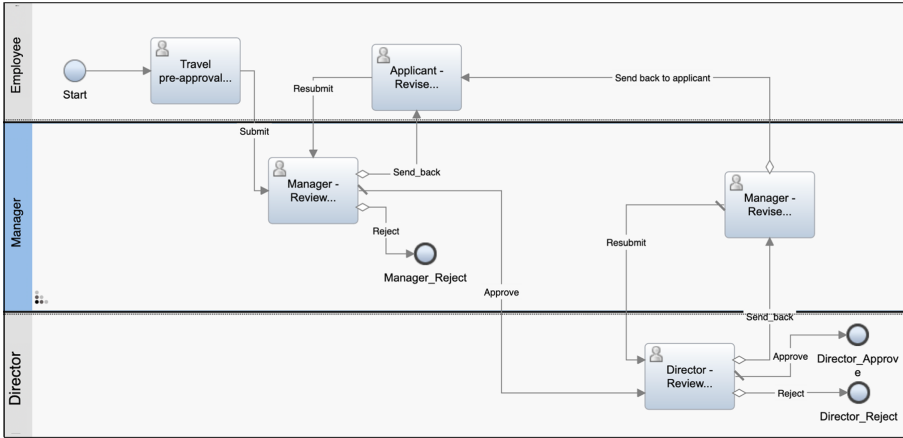 Employee
Start
Travel
pre-approval...
Applicant -
Revise...
Resubmit
Send back to applicant
Submit
Manager
Manager -
Review...
Send_back
Reject
Manager_Reject
Approve
Manager -
Revise...
Resubmit
Send_back
Director
Director -
Review...
Approve
Director_Approv
e
Reject
Director_Reject